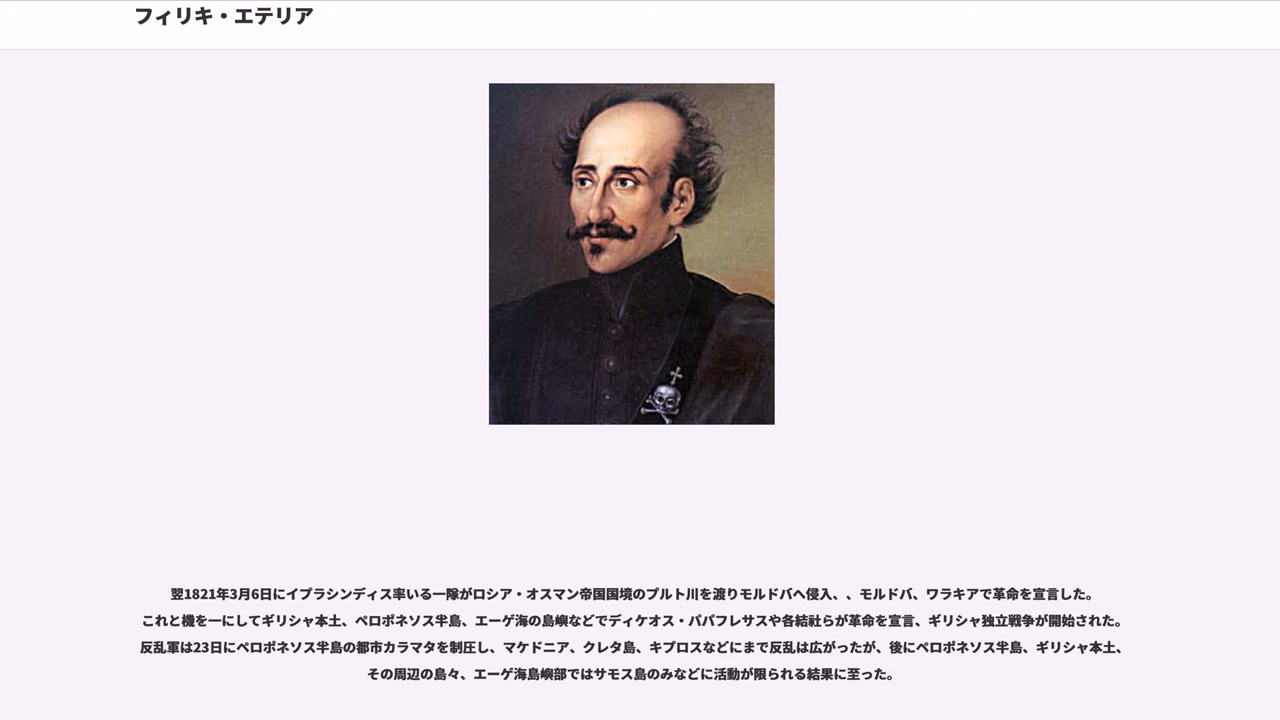 フィリキ・エテリア
翌1821年3月6日にイプラシンディス率いる一隊がロシア・オスマン帝国国境のプルト川を渡りモルドバへ侵入、、モルドバ、ワラキアで革命を宣言した。
これと機を一にしてギリシャ本土、ペロポネソス半島、エーゲ海の島嶼などでディケオス・パパフレサスや各結社らが革命を宣言、ギリシャ独立戦争が開始された。
反乱軍は23日にペロポネソス半島の都市カラマタを制圧し、マケドニア、クレタ島、キプロスなどにまで反乱は広がったが、後にペロポネソス半島、ギリシャ本土、
その周辺の島々、エーゲ海島嶼部ではサモス島のみなどに活動が限られる結果に至った。